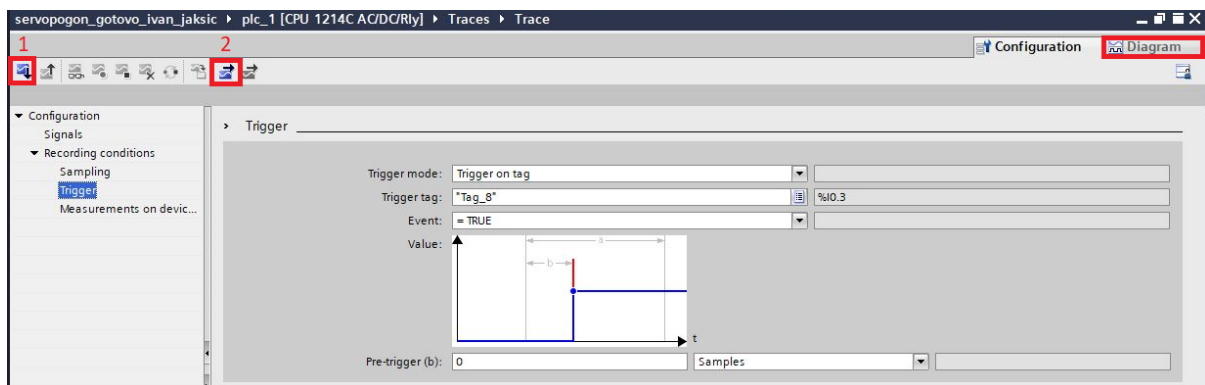 servopogon_gotovo_ivan_jaksic ▸ plc_1 [CPU 1214C AC/DC/Rly] ▸ Traces ▸ Trace
1
2
Configuration
Diagram
Configuration
Signals
Recording conditions
Sampling
Trigger
Measurements on devic...
Trigger
Trigger mode: Trigger on tag
Trigger tag: "Tag_8" %I0.3
Event: = TRUE
Value:
a
b
t
Pre-trigger (b): 0 Samples